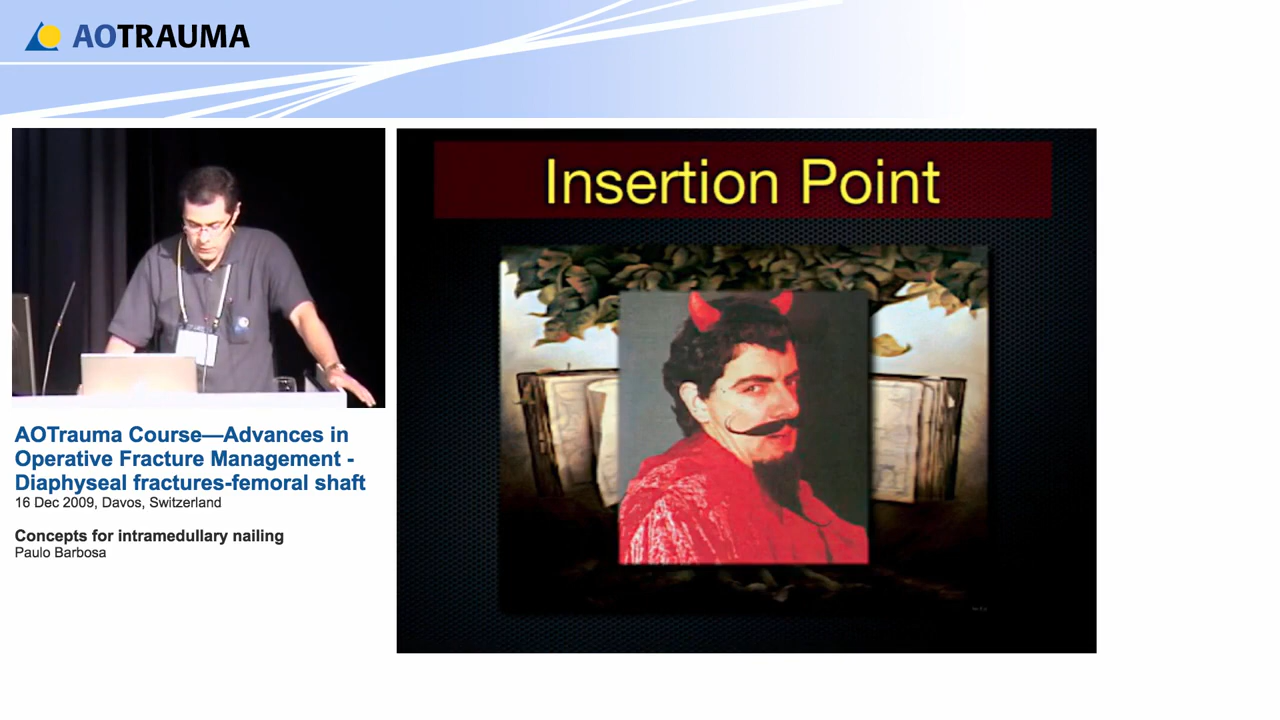 AOTRAUMA
Insertion Point
AOTrauma Course—Advances in
Operative Fracture Management -
Diaphyseal fractures-femoral shaft
16 Dec 2009, Davos, Switzerland
Concepts for intramedullary nailing
Paulo Barbosa